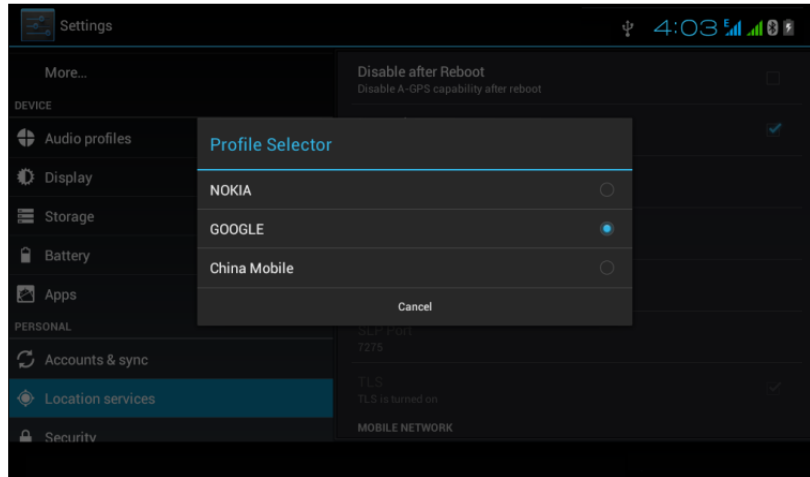 Settings
4:03
E
More...
DEVICE
Audio profiles
Display
Storage
Battery
Apps
PERSONAL
Accounts & sync
Location services
Security
Disable after Reboot
Disable A-GPS capability after reboot
Profile Selector
NOKIA
GOOGLE
China Mobile
Cancel
SLP Port
7275
TLS
TLS is turned on
MOBILE NETWORK